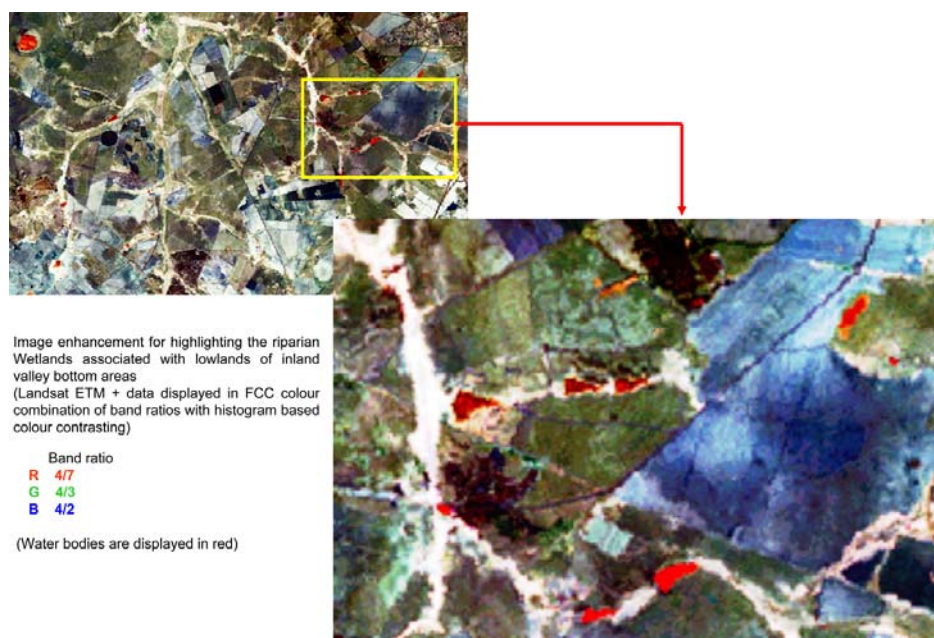 Image enhancement for highlighting the riparian
Wetlands associated with lowlands of inland
valley bottom areas
(Landsat ETM + data displayed in FCC colour
combination of band ratios with histogram based
colour contrasting)
Band ratio
R 4/7
G 4/3
B 4/2
(Water bodies are displayed in red)